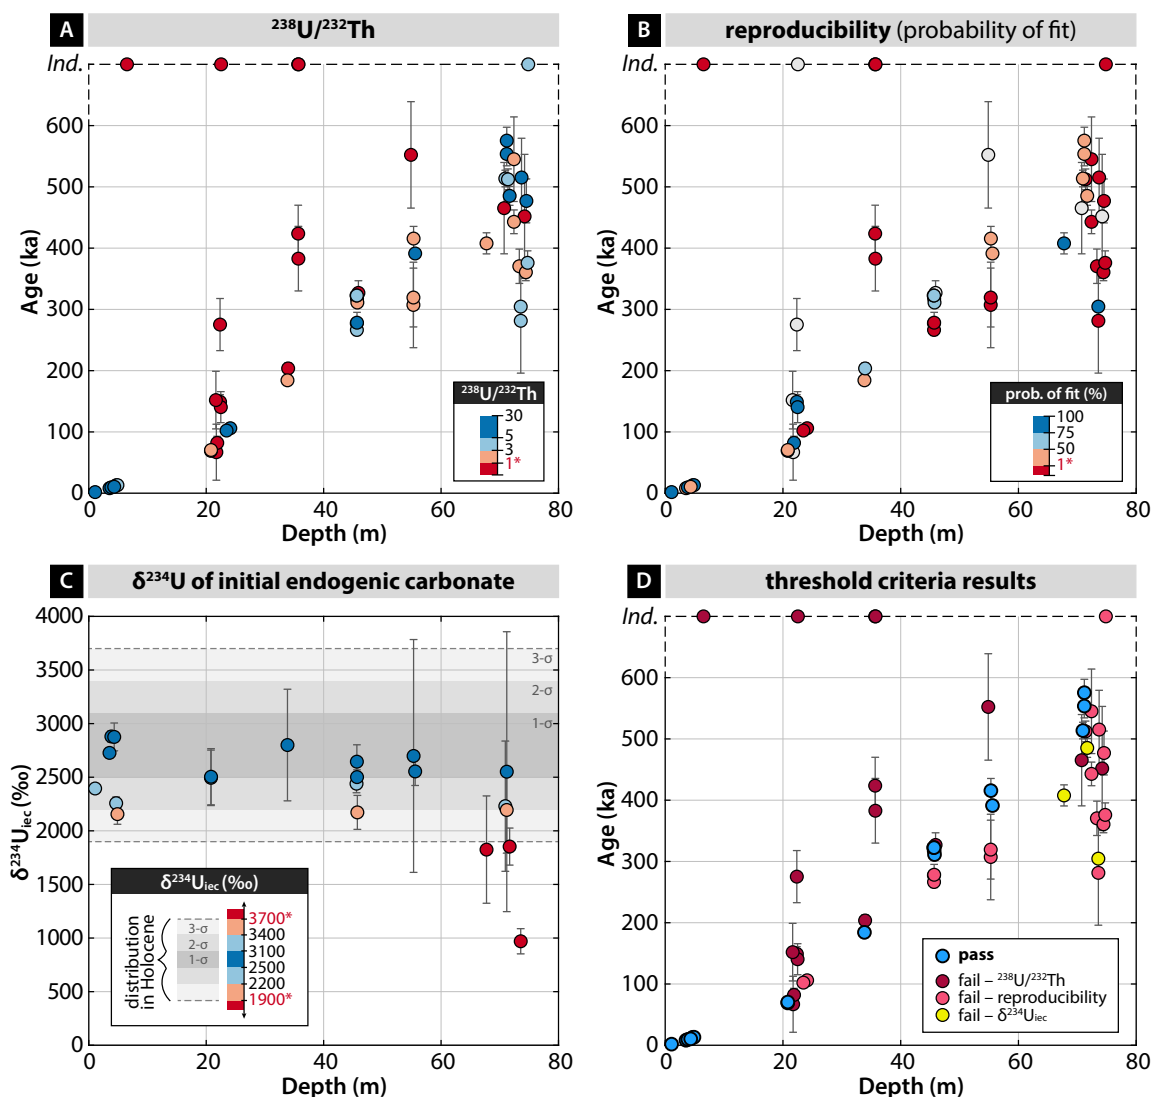 A
²³⁸U/²³²Th
Ind.
600
500
400
300
200
100
0
Age (ka)
0 20 40 60 80
Depth (m)
²³⁸U/²³²Th
30
5
3
1*
B
reproducibility (probability of fit)
Ind.
600
500
400
300
200
100
0
Age (ka)
0 20 40 60 80
Depth (m)
prob. of fit (%)
100
75
50
1*
C
δ²³⁴U of initial endogenic carbonate
4000
3500
3000
2500
2000
1500
1000
500
0
δ²³⁴Uiec (‰)
3-σ
2-σ
1-σ
δ²³⁴Uiec (‰)
distribution
in Holocene
3-σ
2-σ
1-σ
3700*
3400
3100
2500
2200
1900*
0 20 40 60 80
Depth (m)
D
threshold criteria results
Ind.
600
500
400
300
200
100
0
Age (ka)
pass
fail – ²³⁸U/²³²Th
fail – reproducibility
fail – δ²³⁴Uiec
0 20 40 60 80
Depth (m)